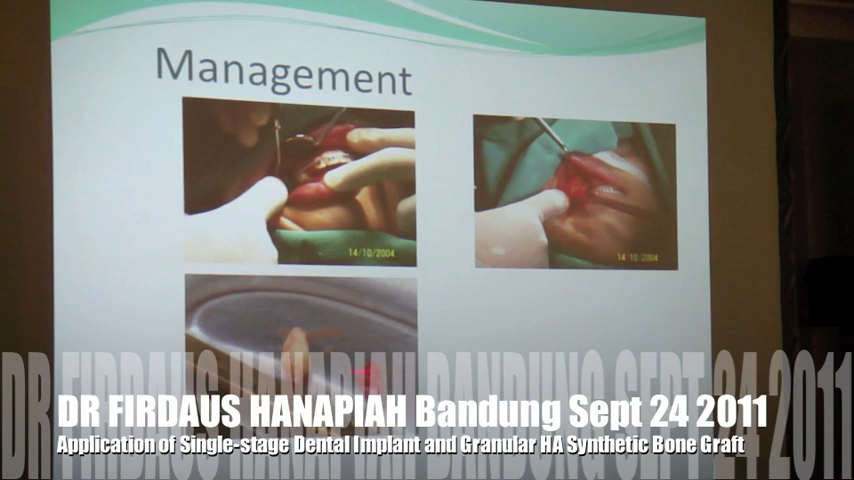 Management
14/10/2004
14 10 2004
DR FIRDAUS HANAPIAH BANDUNG SEPT 24 2011
DR FIRDAUS HANAPIAH Bandung Sept 24 2011
Application of Single-stage Dental Implant and Granular HA Synthetic Bone Graft